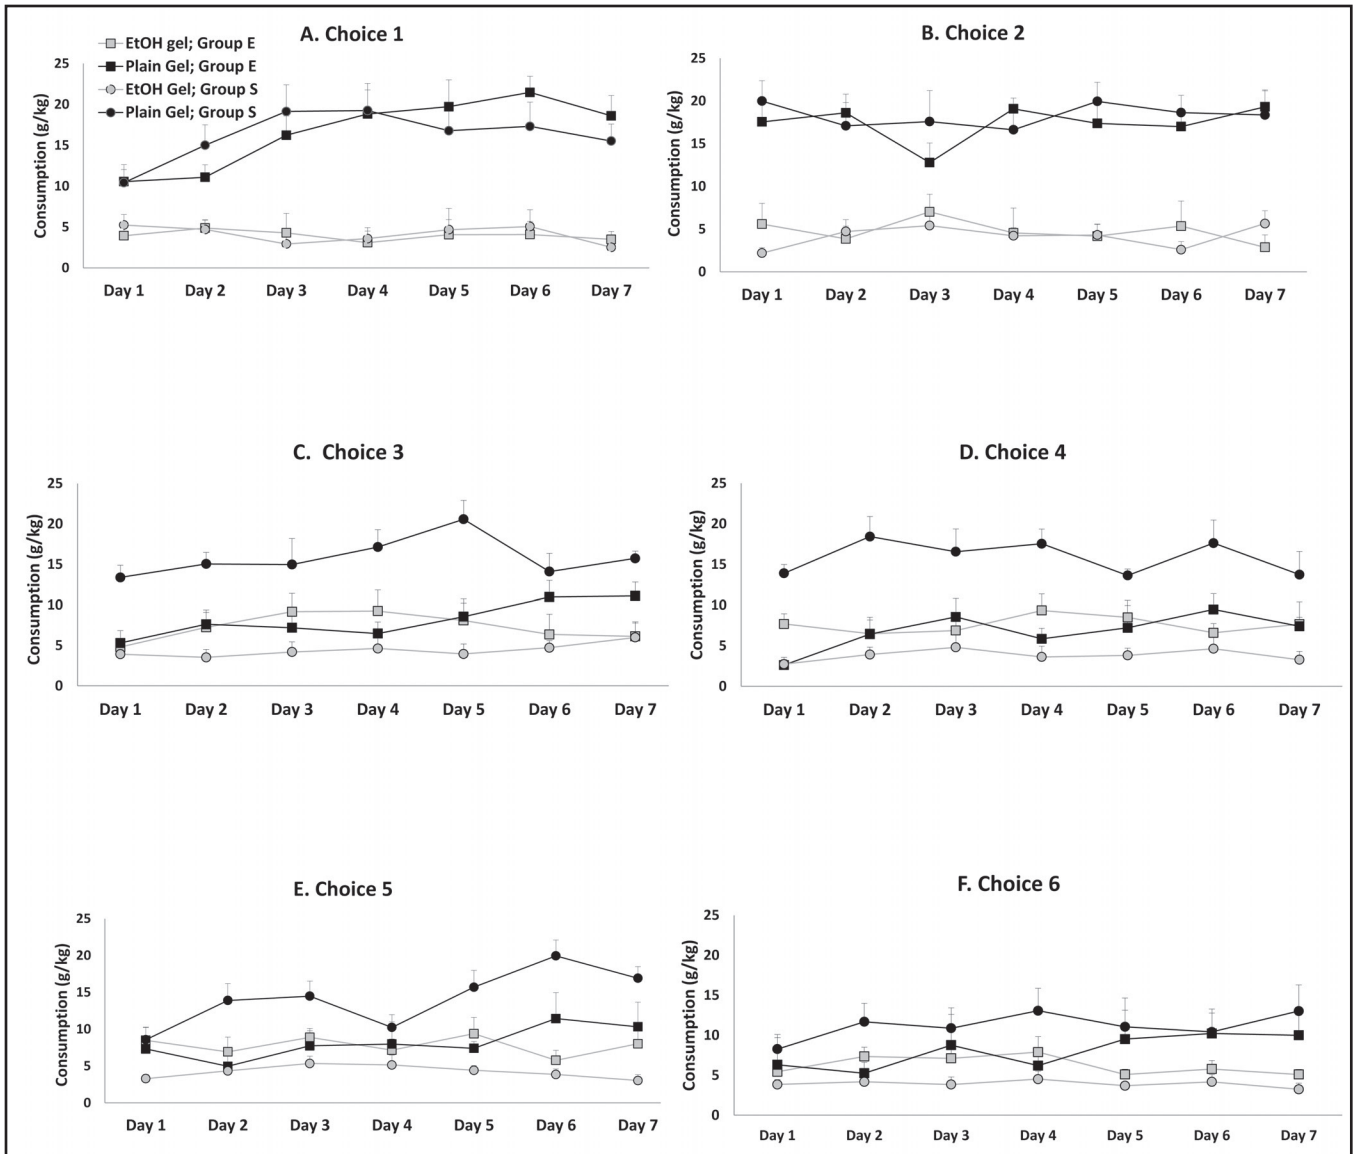 A. Choice 1
EtOH gel; Group E
Plain Gel; Group E
EtOH Gel; Group S
Plain Gel; Group S
Consumption (g/kg)
25
20
15
10
5
0
Day 1 Day 2 Day 3 Day 4 Day 5 Day 6 Day 7
B. Choice 2
Consumption (g/kg)
25
20
15
10
5
0
Day 1 Day 2 Day 3 Day 4 Day 5 Day 6 Day 7
C. Choice 3
Consumption (g/kg)
25
20
15
10
5
0
Day 1 Day 2 Day 3 Day 4 Day 5 Day 6 Day 7
D. Choice 4
Consumption (g/kg)
25
20
15
10
5
0
Day 1 Day 2 Day 3 Day 4 Day 5 Day 6 Day 7
E. Choice 5
Consumption (g/kg)
25
20
15
10
5
0
Day 1 Day 2 Day 3 Day 4 Day 5 Day 6 Day 7
F. Choice 6
Consumption (g/kg)
25
20
15
10
5
0
Day 1 Day 2 Day 3 Day 4 Day 5 Day 6 Day 7